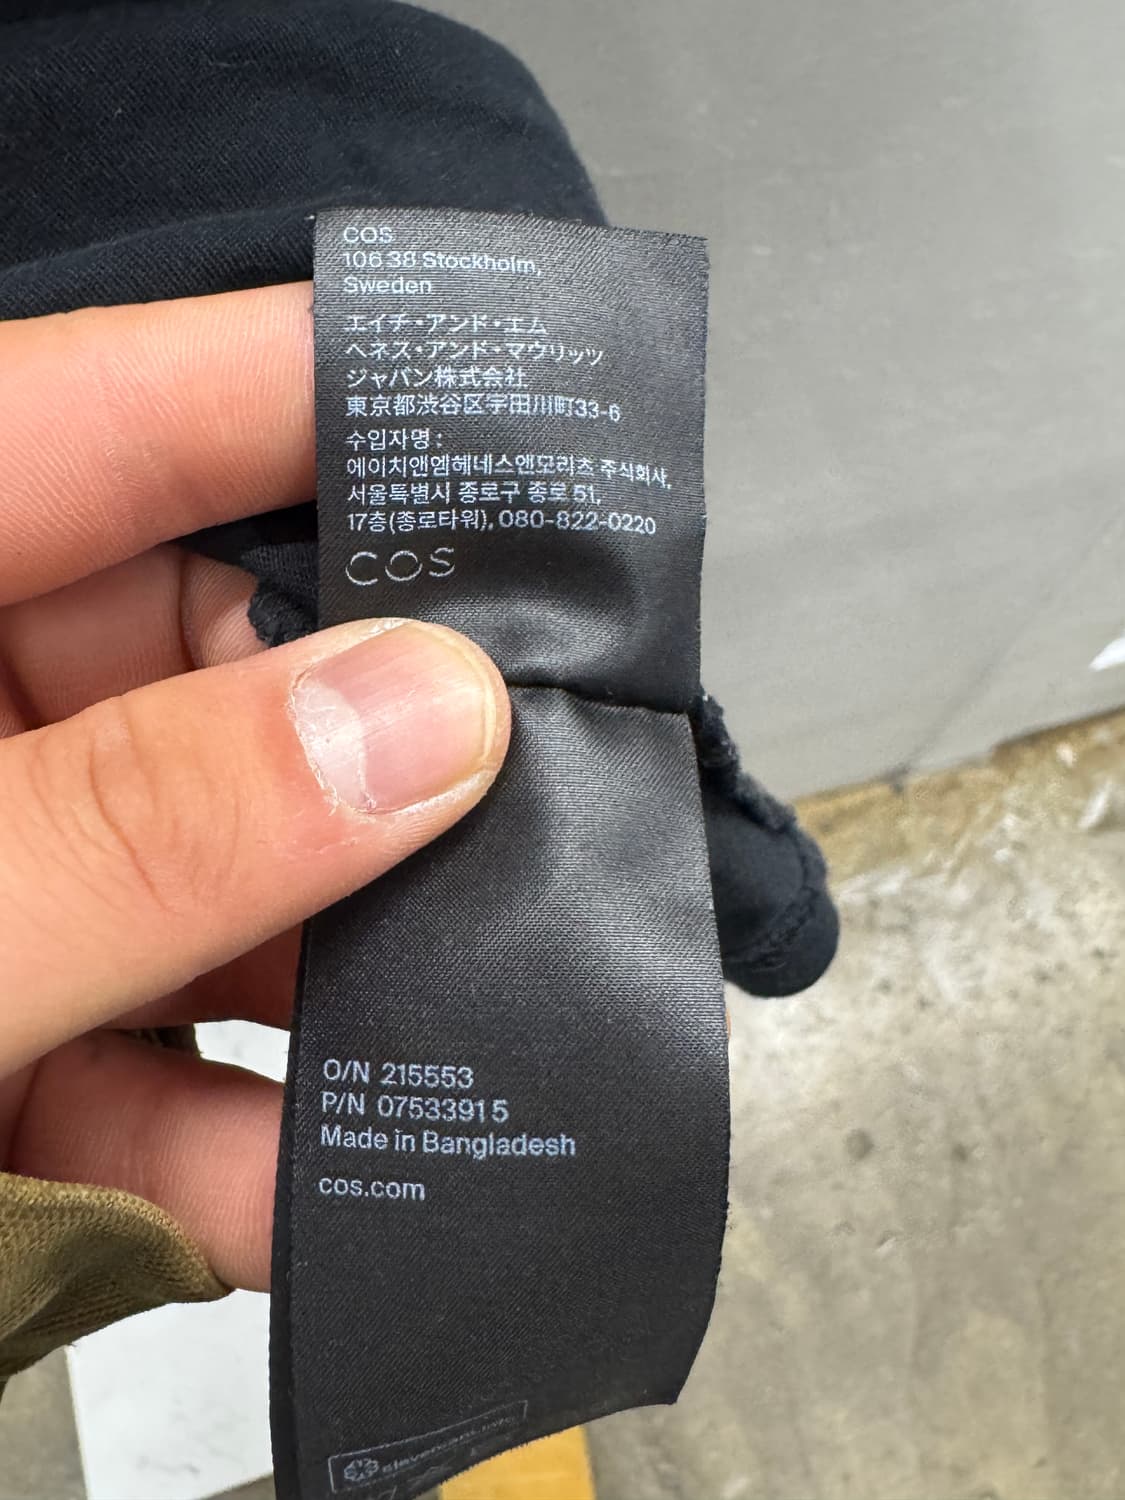 COS
106 38 Stockholm,
Sweden
エイチ・アンド・エム
ヘネス・アンド・マウリッツ
ジャパン株式会社
東京都渋谷区宇田川町33-6
수입자명 :
에이치앤엠헤네스앤모리츠 주식회사,
서울특별시 종로구 종로 51,
17층(종로타워), 080-822-0220
COS
O/N 215553
P/N 07533915
Made in Bangladesh
cos.com